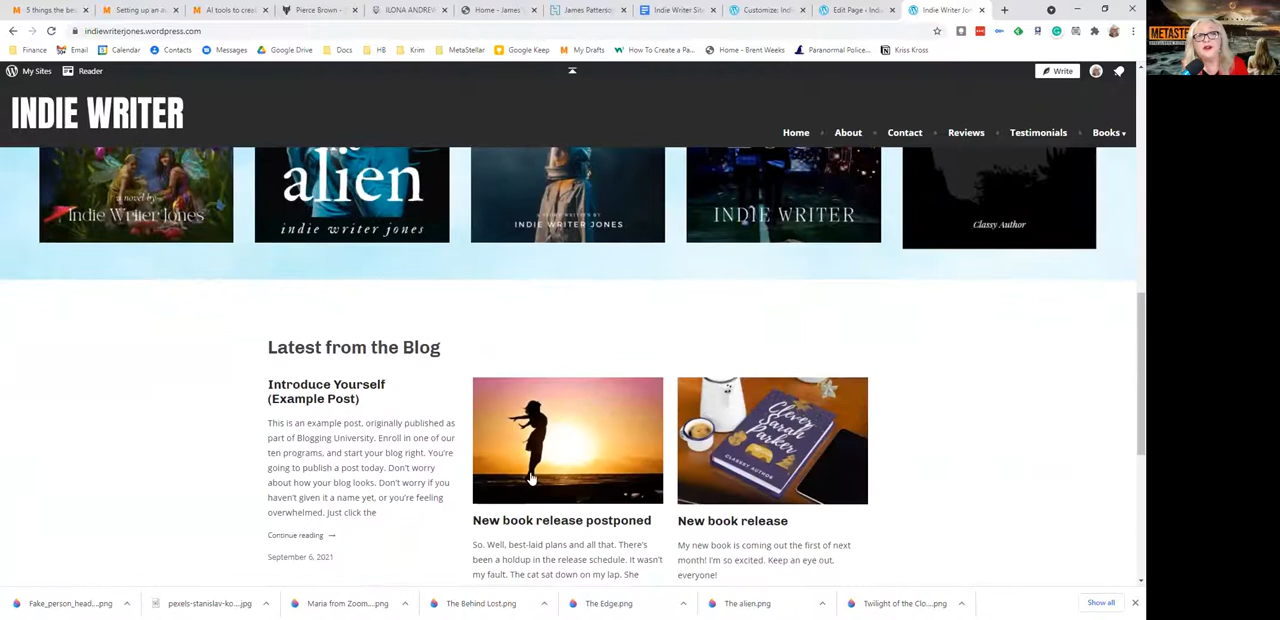 5 things the bes
Setting up an au
AI tools to creat
Pierce Brown -
ILONA ANDREW
Home - James
James Patterso
Indie Writer Sit
Customize: Indi
Edit Page ‹ Indi
Indie Writer Jon
indiewriterjones.wordpress.com
Finance
Email
Calendar
Contacts
Messages
Google Drive
Docs
HB
Krim
MetaStellar
Google Keep
My Drafts
How To Create a Pa...
Home - Brent Weeks
Paranormal Police...
Kriss Kross
METASTE
My Sites
Reader
Write
INDIE WRITER
Home
About
Contact
Reviews
Testimonials
Books
a novel by
Indie Writer Jones
alien
indie writer jones
INDIE WRITER JONES
INDIE WRITER
Classy Author
Latest from the Blog
Introduce Yourself
(Example Post)
This is an example post, originally published as
part of Blogging University. Enroll in one of our
ten programs, and start your blog right. You're
going to publish a post today. Don't worry
about how your blog looks. Don't worry if you
haven't given it a name yet, or you're feeling
overwhelmed. Just click the
Continue reading →
September 6, 2021
New book release postponed
So. Well, best-laid plans and all that. There's
been a holdup in the release schedule. It wasn't
my fault. The cat sat down on my lap. She
Clever
Sarah
Parker
CLASSY AUTHOR
New book release
My new book is coming out the first of next
month! I'm so excited. Keep an eye out,
everyone!
Fake_person_head....png
pexels-stanislav-ko....jpg
Maria from Zoom....png
The Behind Lost.png
The Edge.png
The alien.png
Twilight of the Clo....png
Show all